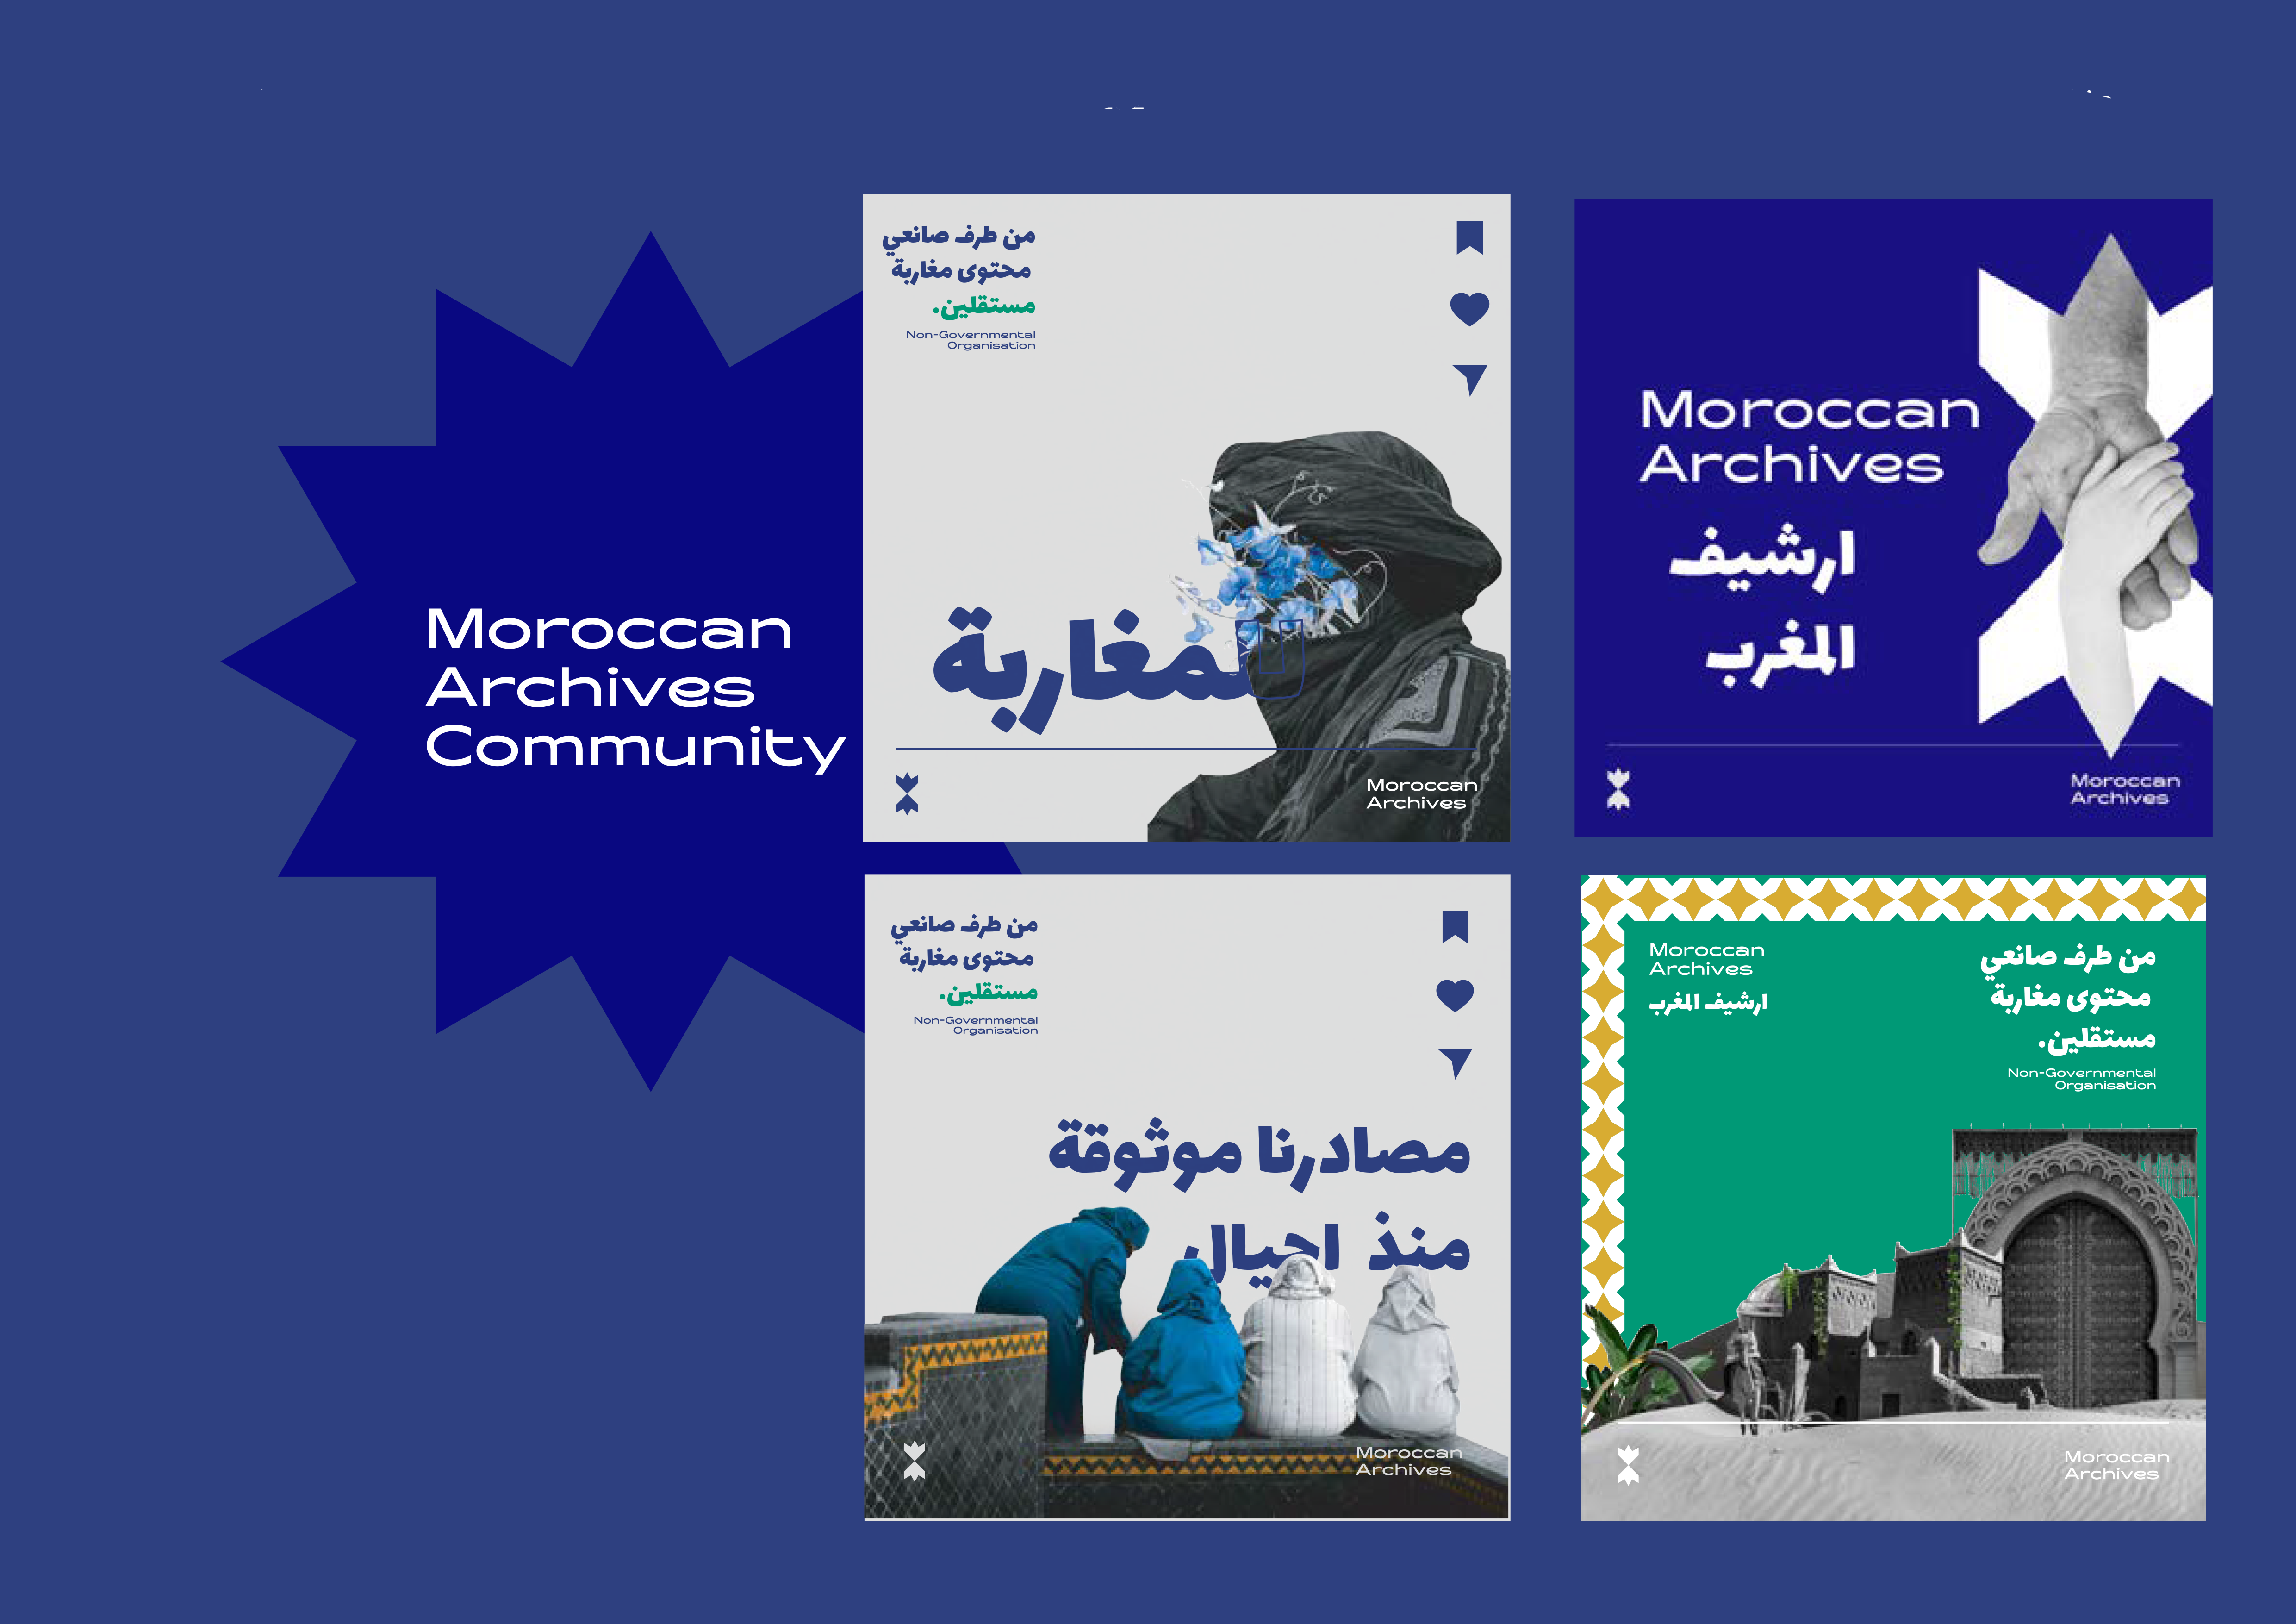 Moroccan
Archives
Community
من طرف صانعي
محتوى مغاربة
مستقلين.
Non-Governmental
Organisation
لمغاربة
Moroccan
Archives
Moroccan
Archives
ارشيف
المغرب
Moroccan
Archives
من طرف صانعي
محتوى مغاربة
مستقلين.
Non-Governmental
Organisation
مصادرنا موثوقة
منذ اجيال
Moroccan
Archives
Moroccan
Archives
ارشيف المغرب
من طرف صانعي
محتوى مغاربة
مستقلين.
Non-Governmental
Organisation
Moroccan
Archives